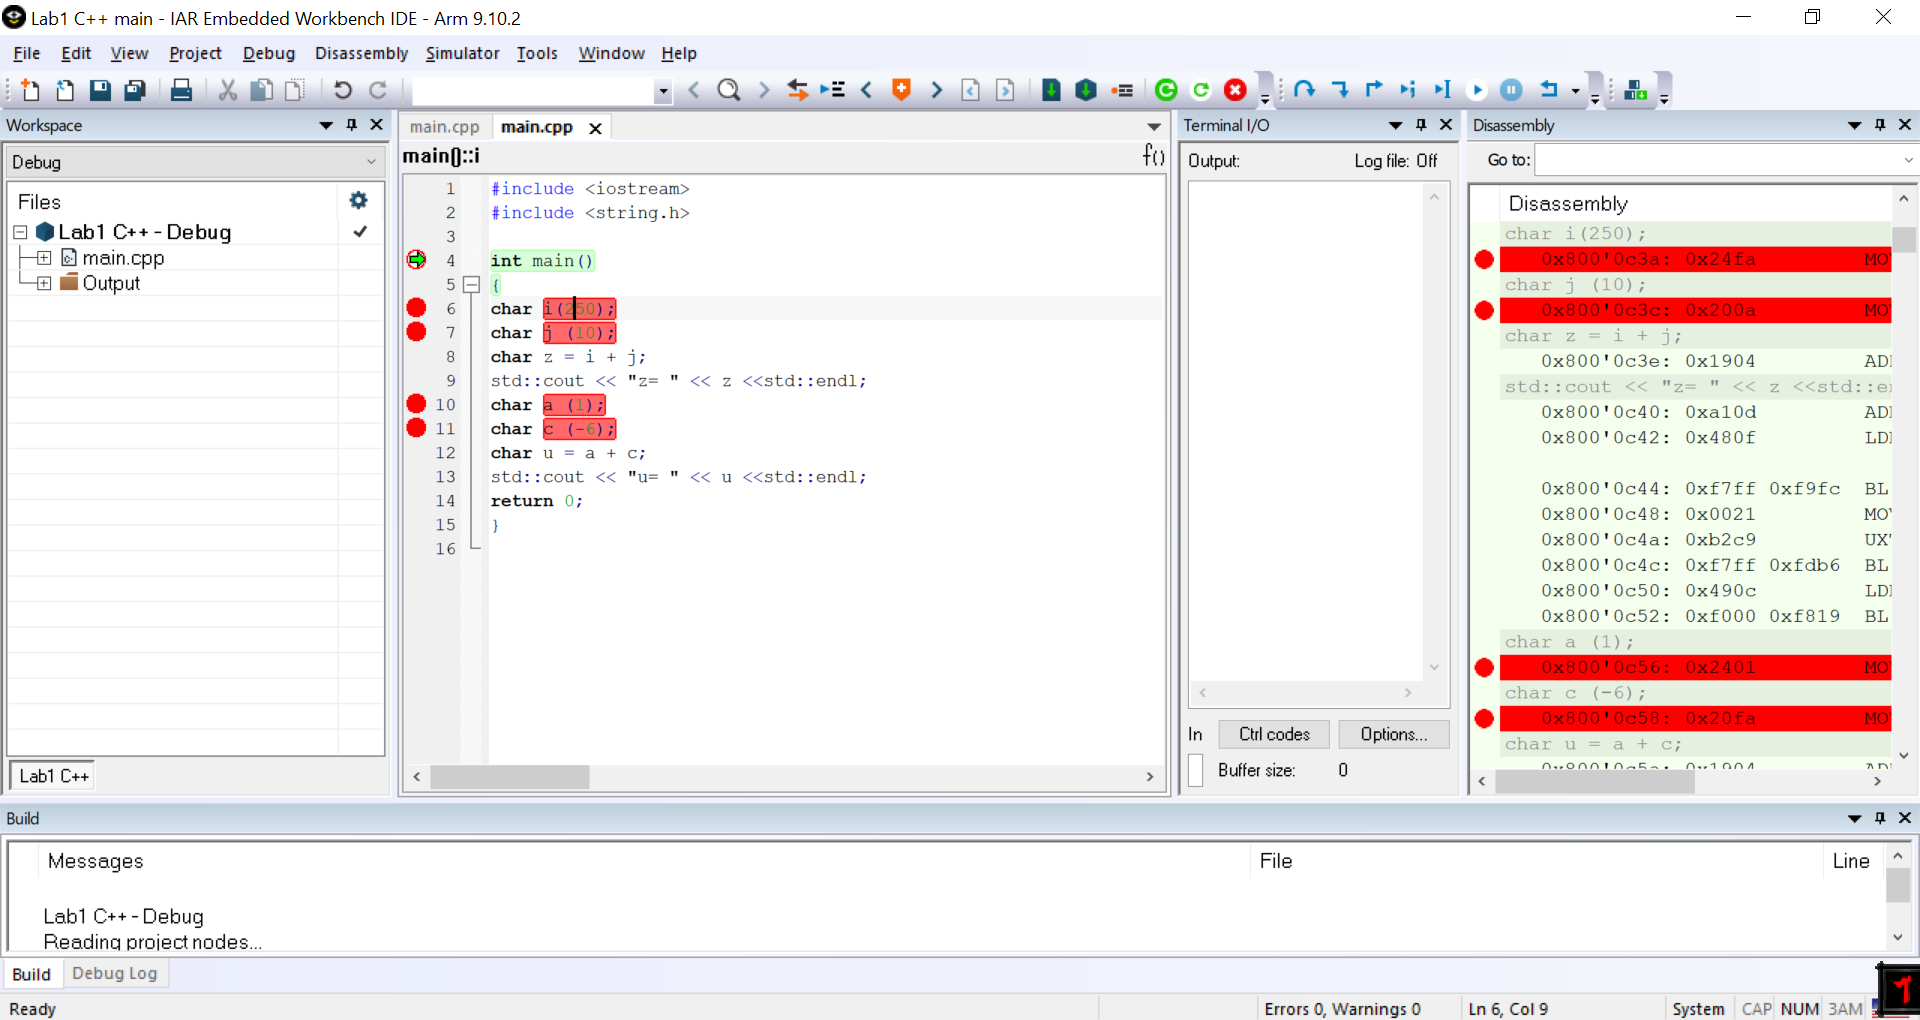 Lab1 C++ main - IAR Embedded Workbench IDE - Arm 9.10.2
File Edit View Project Debug Disassembly Simulator Tools Window Help
Workspace
Debug
Files
Lab1 C++ - Debug
main.cpp
Output
Lab1 C++
main.cpp main.cpp
main()::i
f()
1 #include <iostream>
2 #include <string.h>
3
4 int main()
5 {
6 char i(250);
7 char j (10);
8 char z = i + j;
9 std::cout << "z= " << z <<std::endl;
10 char a (1);
11 char c (-6);
12 char u = a + c;
13 std::cout << "u= " << u <<std::endl;
14 return 0;
15 }
16
Terminal I/O
Output: Log file: Off
In Ctrl codes Options...
Buffer size: 0
Disassembly
Go to:
Disassembly
char i(250);
0x800'0c3a: 0x24fa MO
char j (10);
0x800'0c3c: 0x200a MO
char z = i + j;
0x800'0c3e: 0x1904 AD
std::cout << "z= " << z <<std::e
0x800'0c40: 0xa10d AD
0x800'0c42: 0x480f LD
0x800'0c44: 0xf7ff 0xf9fc BL
0x800'0c48: 0x0021 MO
0x800'0c4a: 0xb2c9 UX
0x800'0c4c: 0xf7ff 0xfdb6 BL
0x800'0c50: 0x490c LD
0x800'0c52: 0xf000 0xf819 BL
char a (1);
0x800'0c56: 0x2401 MO
char c (-6);
0x800'0c58: 0x20fa MO
char u = a + c;
0x800'0c5a: 0x1904 AD
Build
Messages File Line
Lab1 C++ - Debug
Reading project nodes...
Build Debug Log
Ready Errors 0, Warnings 0 Ln 6, Col 9 System CAP NUM ЗАМ